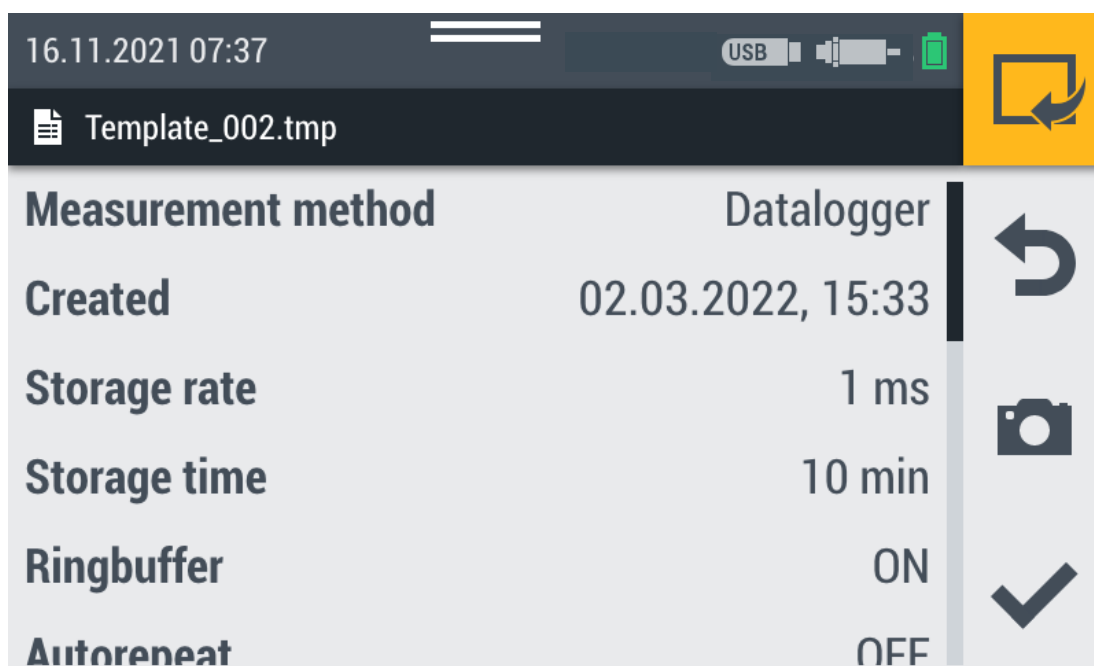 16.11.2021 07:37 USB
Template_002.tmp
Measurement method Datalogger
Created 02.03.2022, 15:33
Storage rate 1 ms
Storage time 10 min
Ringbuffer ON
Autorepeat OFF